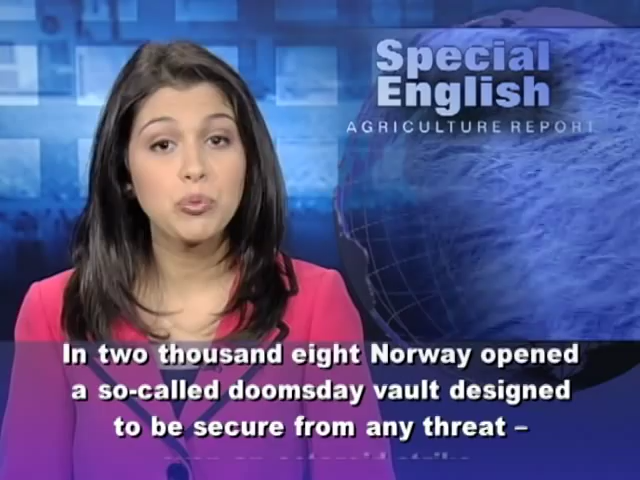 Special
English
AGRICULTURE REPORT
In two thousand eight Norway opened
a so-called doomsday vault designed
to be secure from any threat –